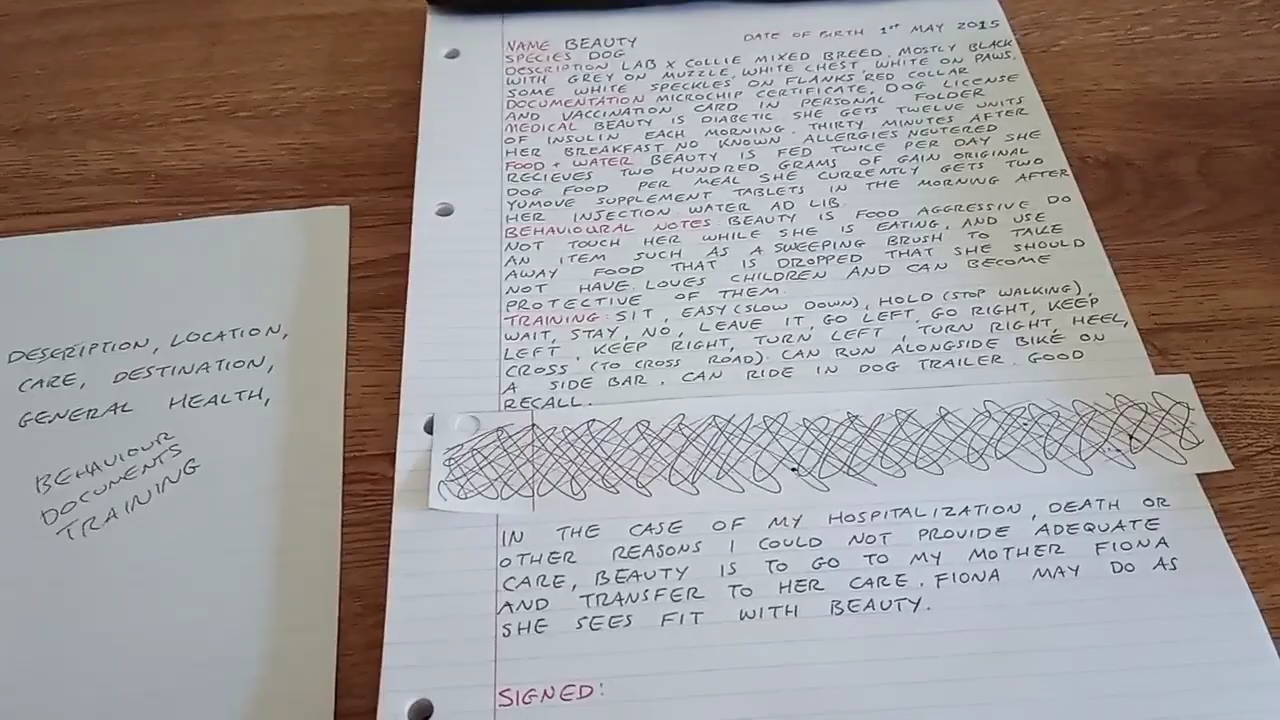 NAME BEAUTY DATE OF BIRTH 1ST MAY 2015
SPECIES DOG
DESCRIPTION LAB X COLLIE MIXED BREED. MOSTLY BLACK
WITH GREY ON MUZZLE, WHITE CHEST, WHITE ON PAWS,
SOME WHITE SPECKLES ON FLANKS, RED COLLAR
DOCUMENTATION MICROCHIP CERTIFICATE, DOG LICENSE
AND VACCINATION CARD IN PERSONAL FOLDER
MEDICAL BEAUTY IS DIABETIC SHE GETS TWELVE UNITS
OF INSULIN EACH MORNING. THIRTY MINUTES AFTER
HER BREAKFAST. NO KNOWN ALLERGIES NEUTERED
FOOD + WATER BEAUTY IS FED TWICE PER DAY SHE
RECIEVES TWO HUNDRED GRAMS OF GAIN ORIGINAL
DOG FOOD PER MEAL SHE CURRENTLY GETS TWO
YUMOVE SUPPLEMENT TABLETS IN THE MORNING AFTER
HER INJECTION. WATER AD LIB.
BEHAVIOURAL NOTES: BEAUTY IS FOOD AGGRESSIVE DO
NOT TOUCH HER WHILE SHE IS EATING, AND USE
AN ITEM SUCH AS A SWEEPING BRUSH TO TAKE
AWAY FOOD THAT IS DROPPED THAT SHE SHOULD
NOT HAVE. LOVES CHILDREN AND CAN BECOME
PROTECTIVE OF THEM.
TRAINING: SIT, EASY (SLOW DOWN), HOLD (STOP WALKING),
WAIT, STAY, NO, LEAVE IT, GO LEFT, GO RIGHT, KEEP
LEFT, KEEP RIGHT, TURN LEFT, TURN RIGHT, HEEL,
CROSS (TO CROSS ROAD). CAN RUN ALONGSIDE BIKE ON
A SIDE BAR. CAN RIDE IN DOG TRAILER. GOOD
RECALL.
IN THE CASE OF MY HOSPITALIZATION, DEATH OR
OTHER REASONS I COULD NOT PROVIDE ADEQUATE
CARE, BEAUTY IS TO GO TO MY MOTHER FIONA
AND TRANSFER TO HER CARE. FIONA MAY DO AS
SHE SEES FIT WITH BEAUTY.
SIGNED:
DESCRIPTION, LOCATION,
CARE, DESTINATION,
GENERAL HEALTH,
BEHAVIOUR
DOCUMENTS
TRAINING